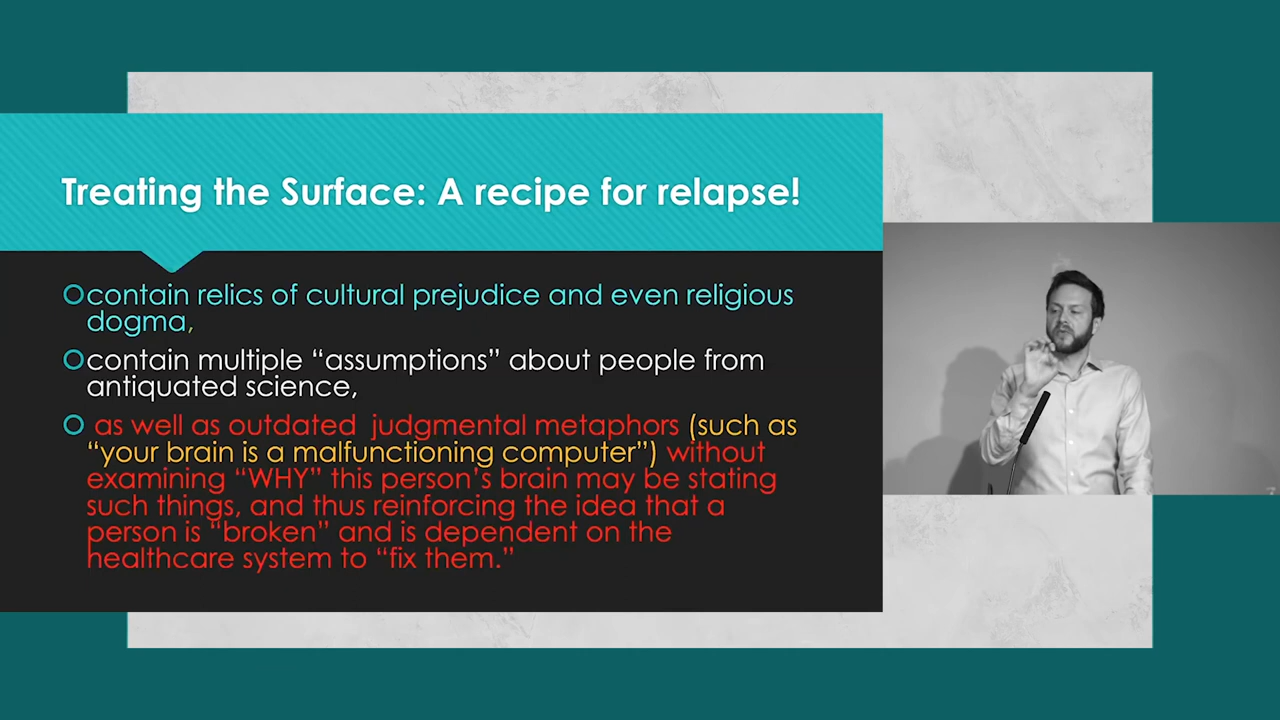 Treating the Surface: A recipe for relapse!
contain relics of cultural prejudice and even religious
dogma,
contain multiple “assumptions” about people from
antiquated science,
as well as outdated  judgmental metaphors (such as
“your brain is a malfunctioning computer”) without
examining “WHY” this person’s brain may be stating
such things, and thus reinforcing the idea that a
person is “broken” and is dependent on the
healthcare system to “fix them.”